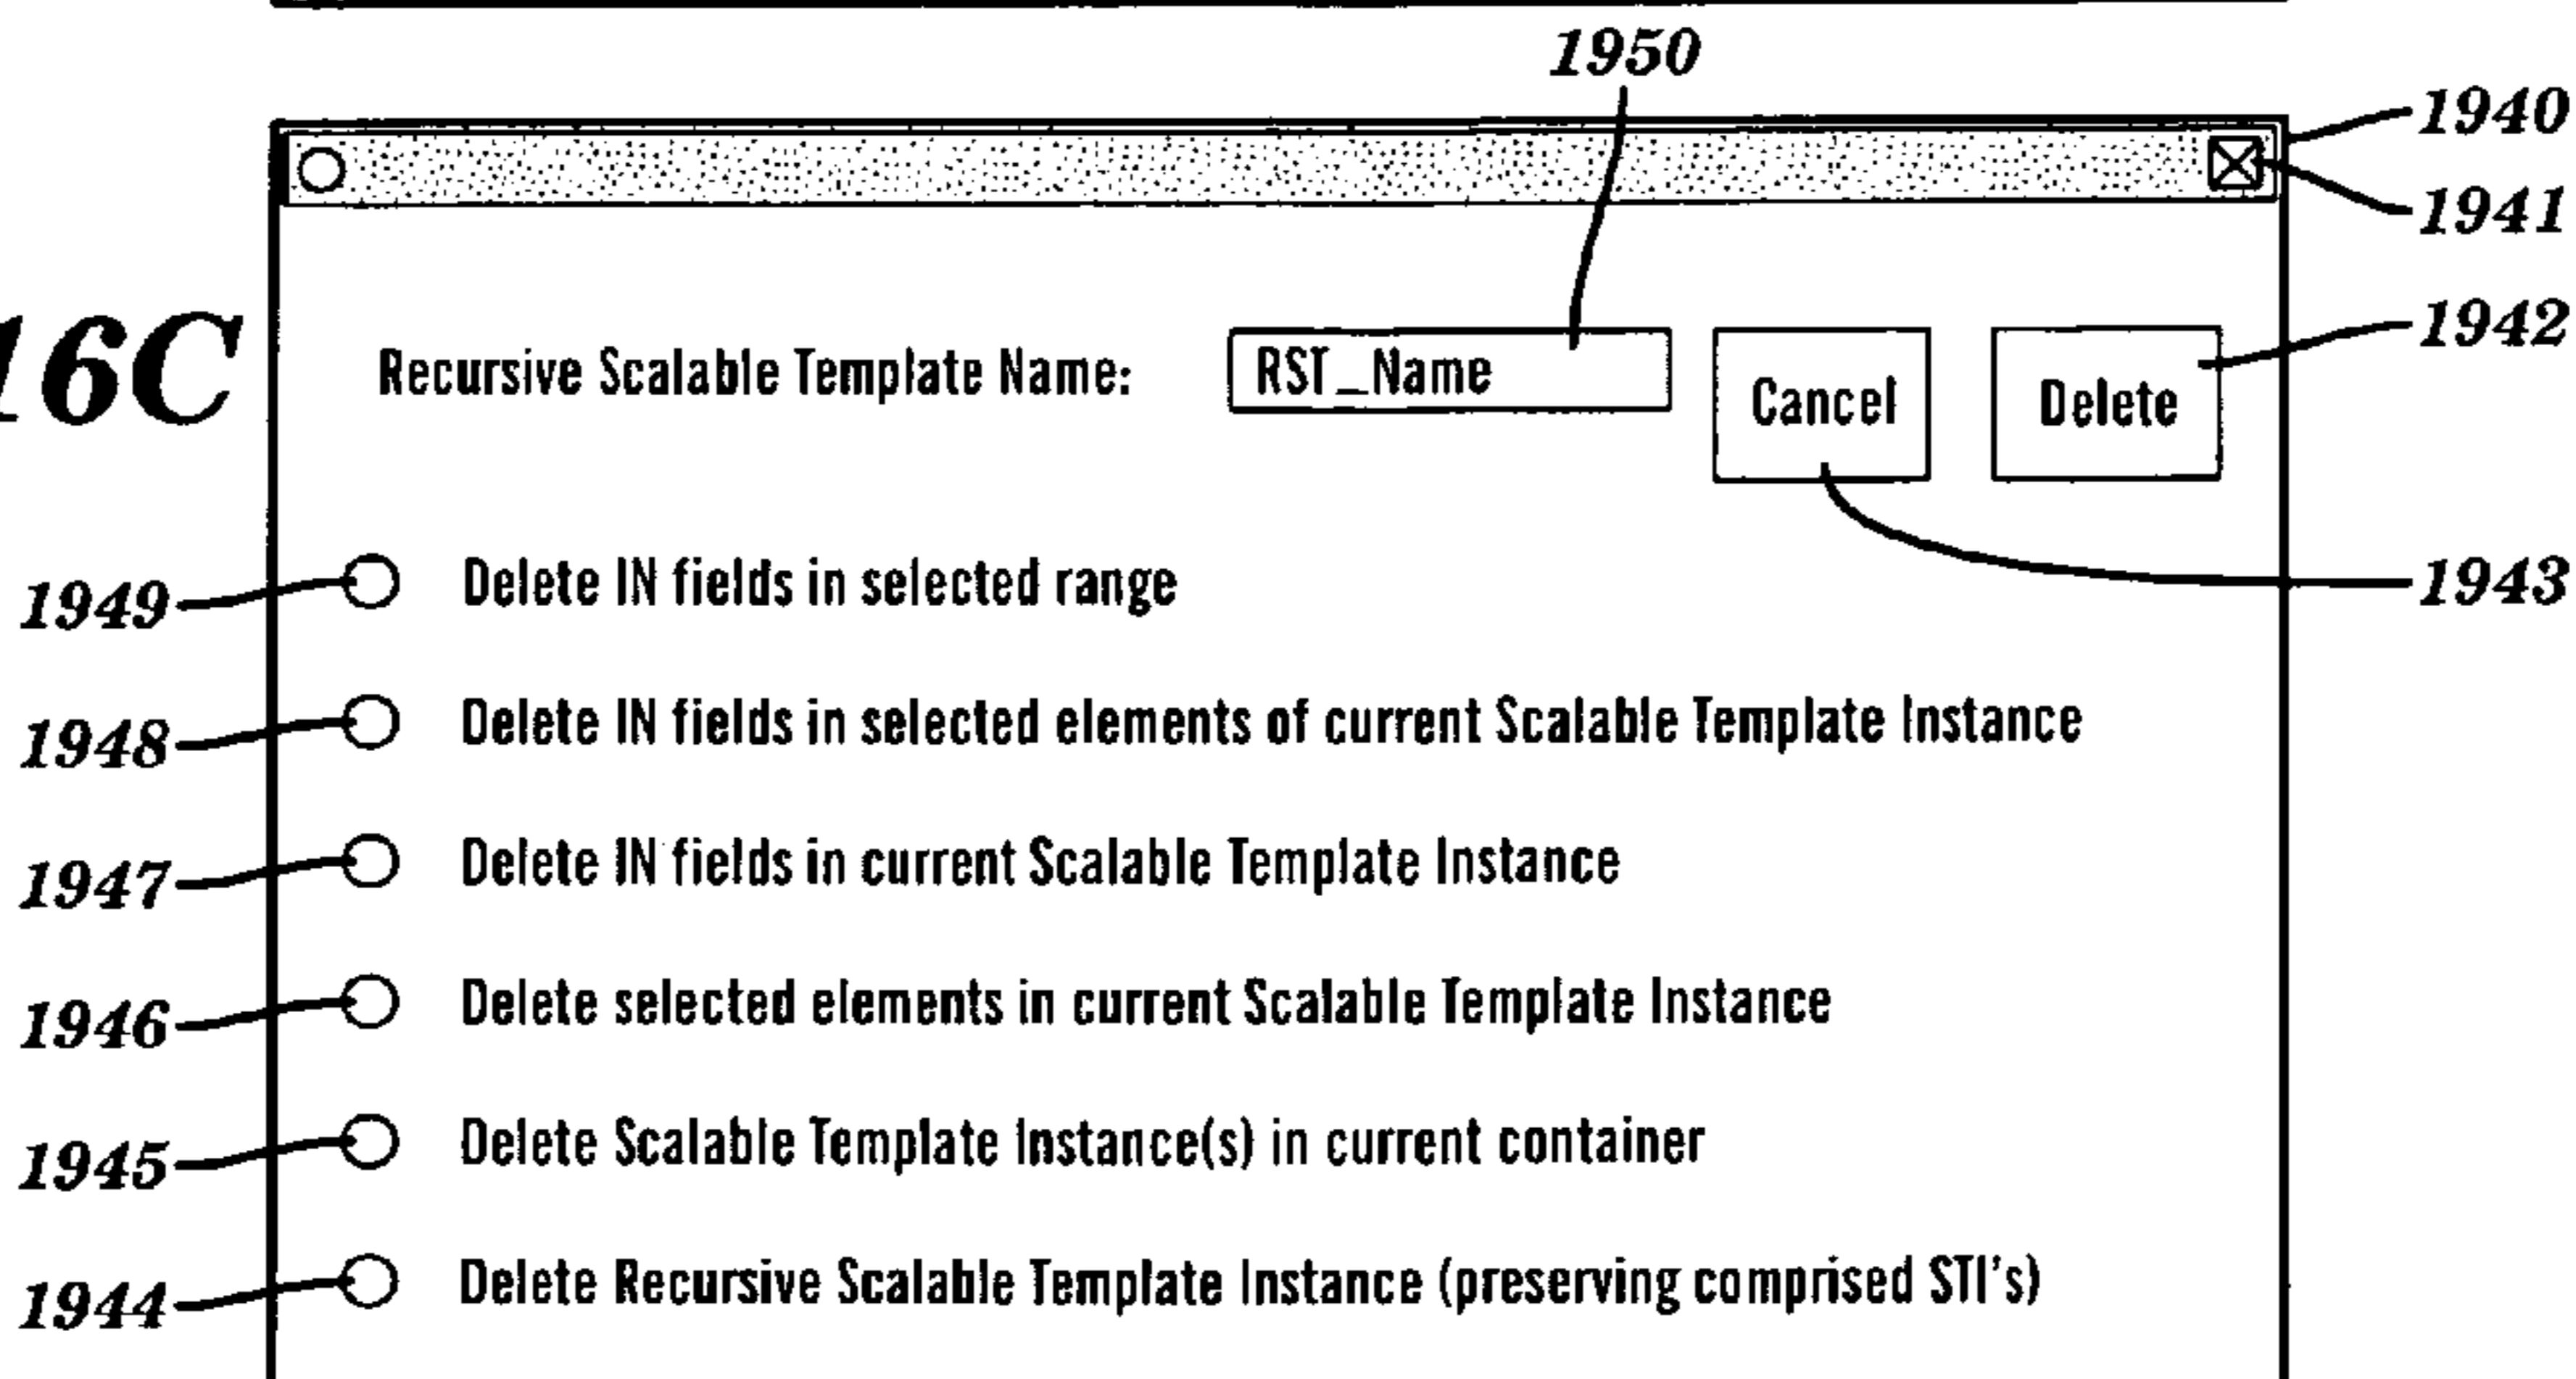 1950
1940
1941
16C
Recursive Scalable Template Name: RST_Name Cancel Delete 1942
1949 Delete IN fields in selected range 1943
1948 Delete IN fields in selected elements of current Scalable Template Instance
1947 Delete IN fields in current Scalable Template Instance
1946 Delete selected elements in current Scalable Template Instance
1945 Delete Scalable Template Instance(s) in current container
1944 Delete Recursive Scalable Template Instance (preserving comprised STI's)